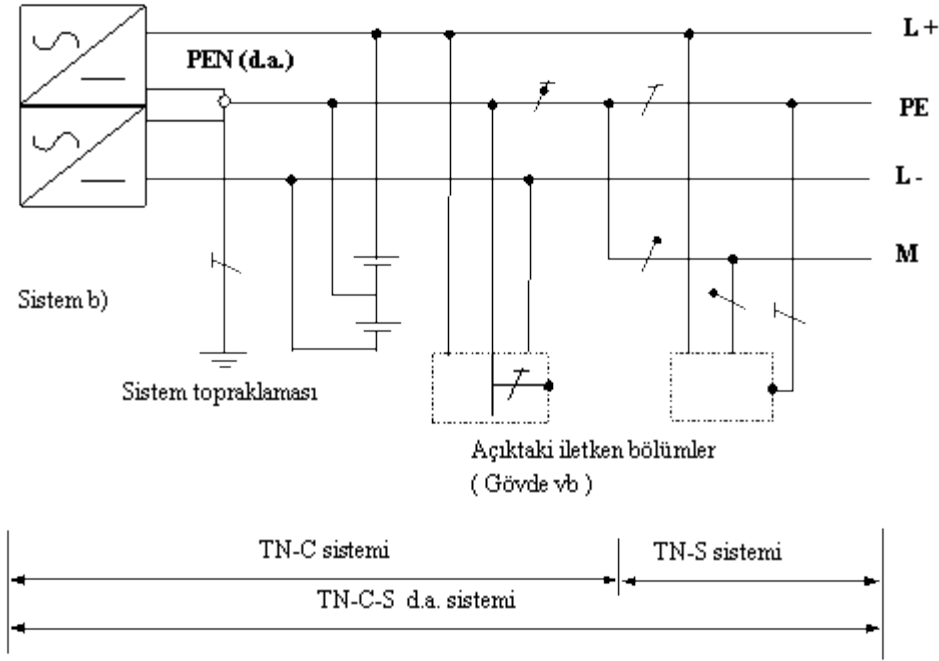 L +
PEN (d.a.)
PE
L -
M
Sistem b)
Sistem topraklaması
Açıktaki iletken bölümler
( Gövde vb )
TN-C sistemi
TN-S sistemi
TN-C-S d.a. sistemi